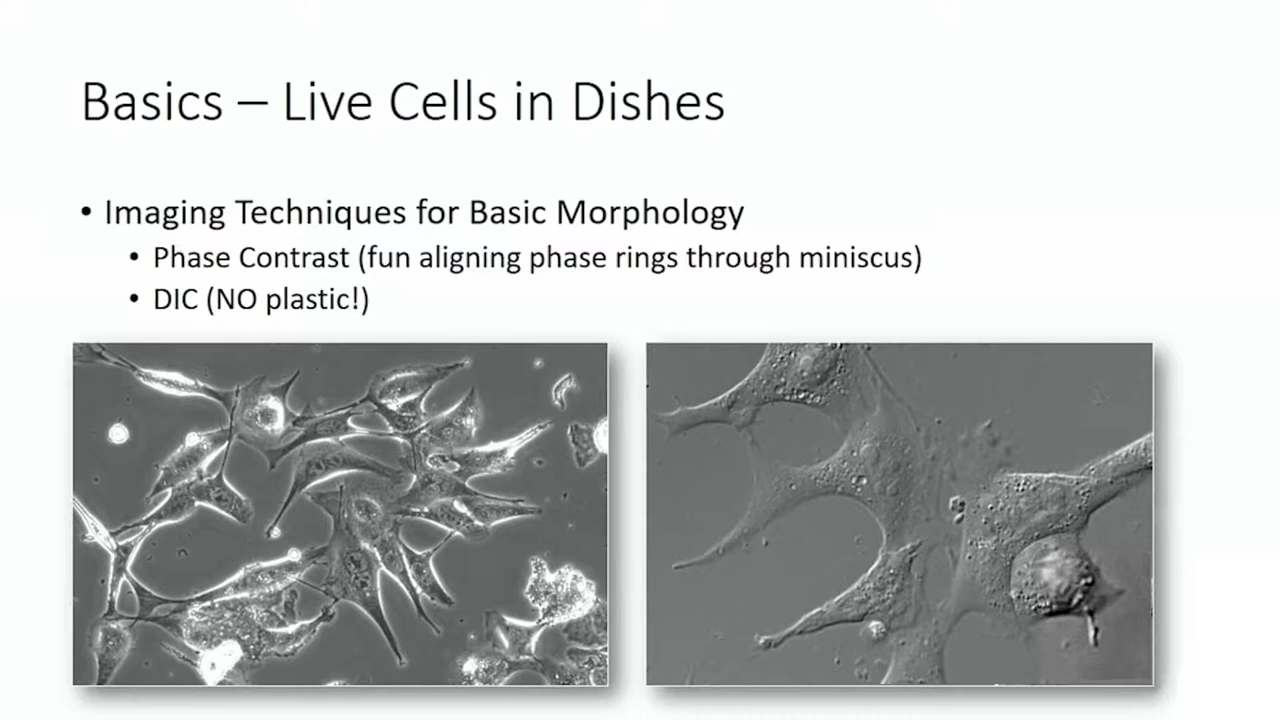 Basics – Live Cells in Dishes
• Imaging Techniques for Basic Morphology
• Phase Contrast (fun aligning phase rings through miniscus)
• DIC (NO plastic!)